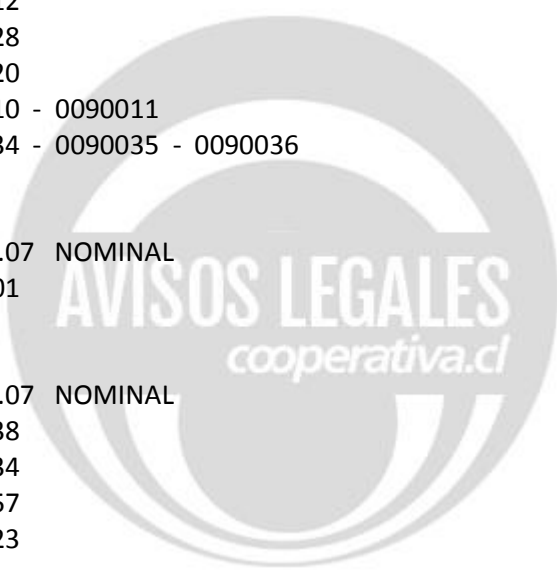 12
28
20
10 - 0090011
34 - 0090035 - 0090036
.07 NOMINAL
01
AVISOS LEGALES
cooperativa.cl
.07 NOMINAL
38
34
57
23